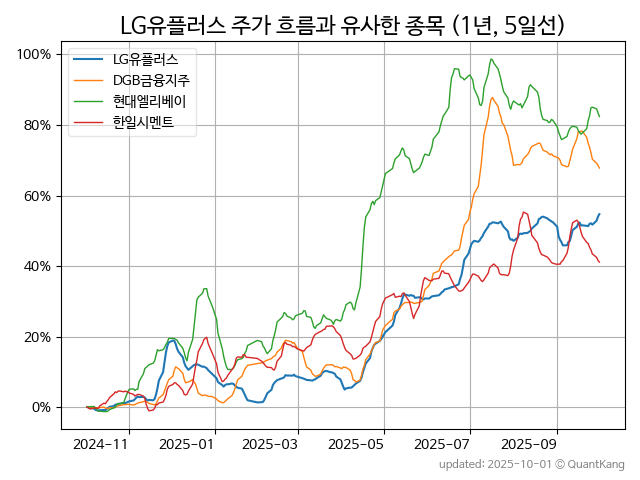 LG유플러스 주가 흐름과 유사한 종목 (1년, 5일선)
LG유플러스
DGB금융지주
현대엘리베이
한일시멘트
100%
80%
60%
40%
20%
0%
2024-11 2025-01 2025-03 2025-05 2025-07 2025-09
updated: 2025-10-01 © QuantKang